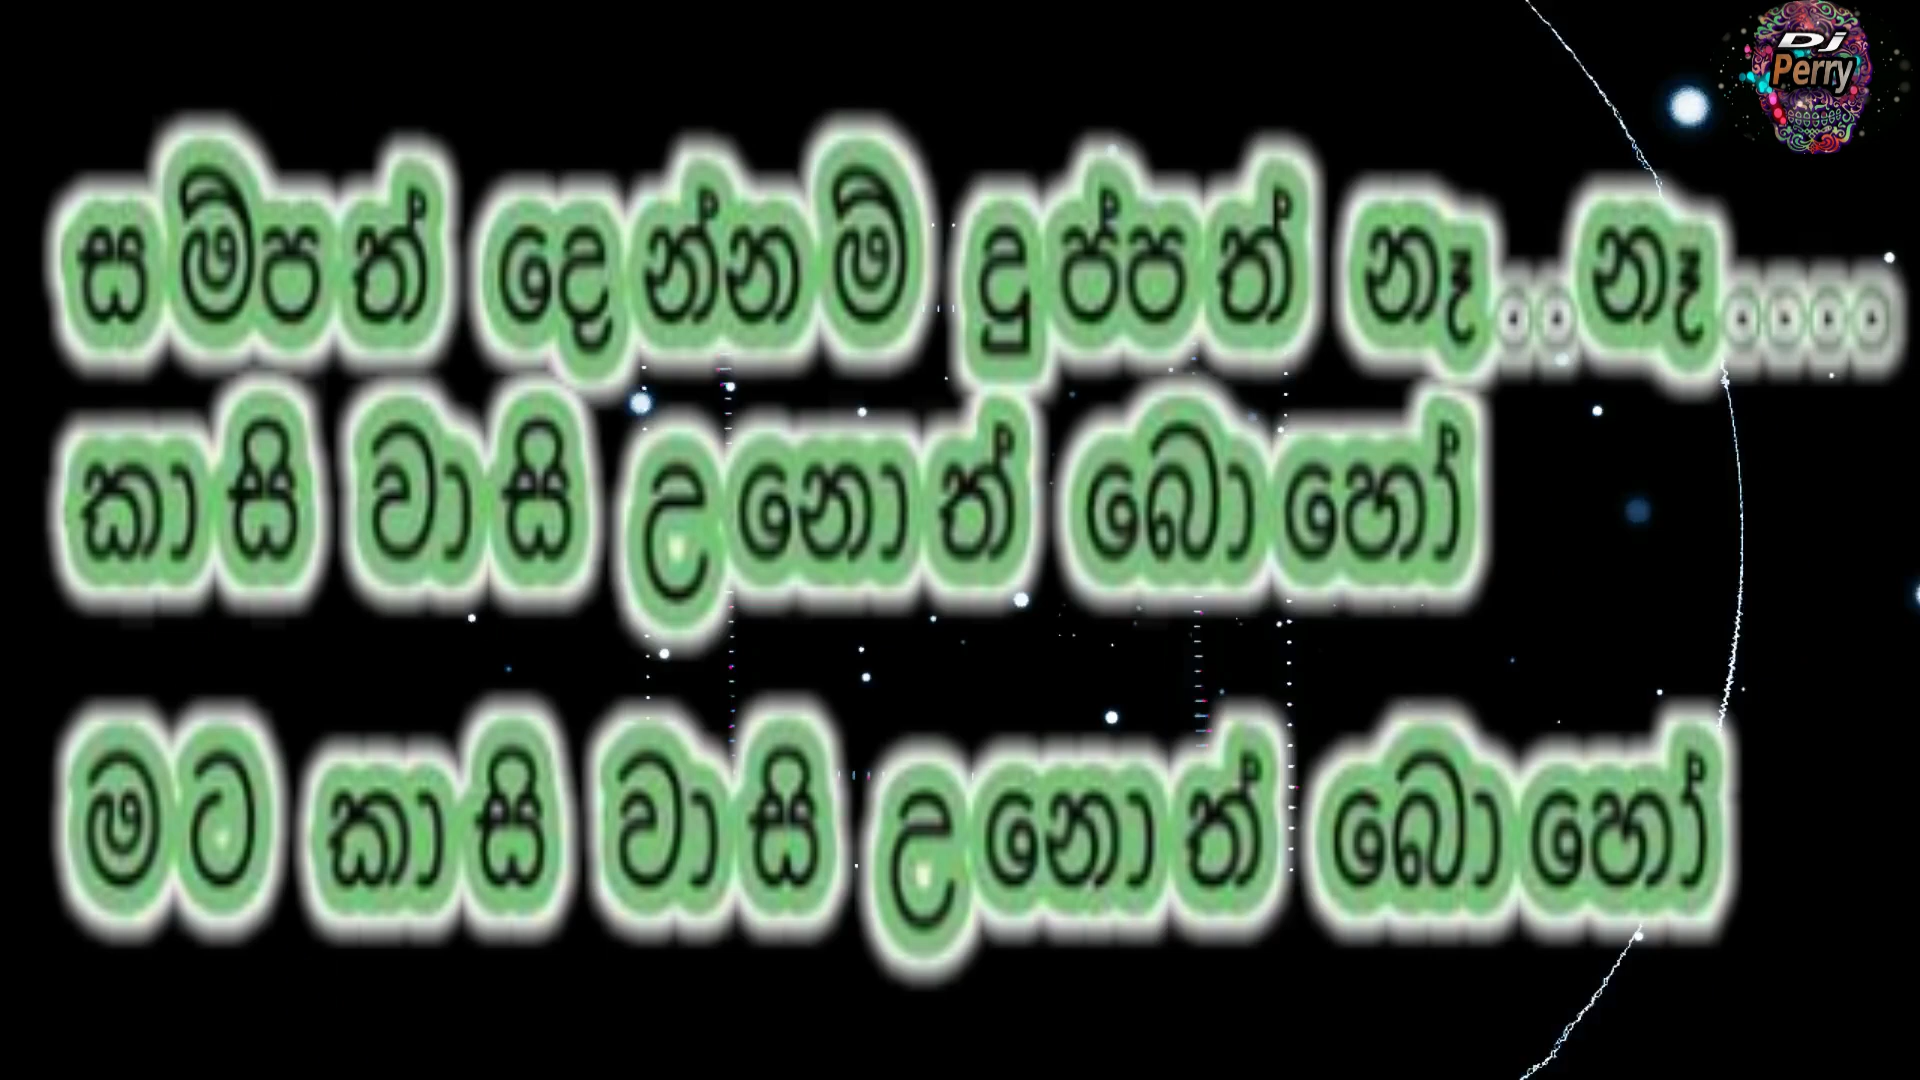 Dj
Perry
සම්පත් දෙන්නම් දුප්පත් නෑ..නෑ....
කාසි වාසි උනොත් බොහෝ
මට කාසි වාසි උනොත් බොහෝ